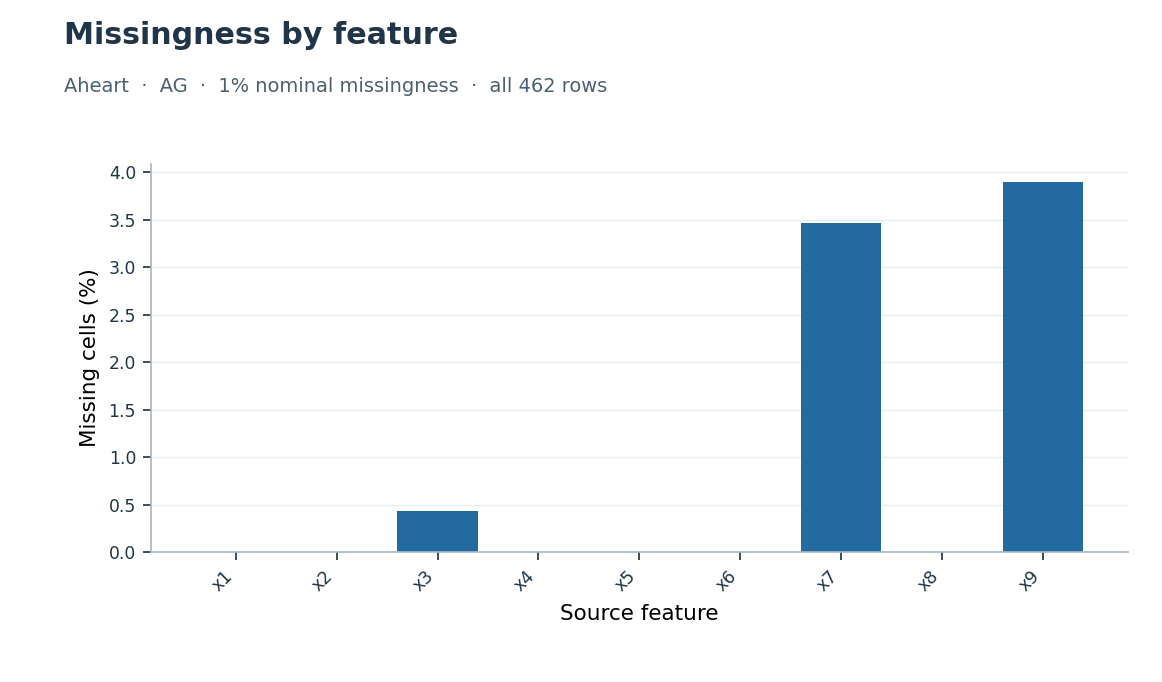 Missingness by feature
Aheart · AG · 1% nominal missingness · all 462 rows
4.0
3.5
3.0
2.5
2.0
1.5
1.0
0.5
0.0
Missing cells (%)
x1 x2 x3 x4 x5 x6 x7 x8 x9
Source feature